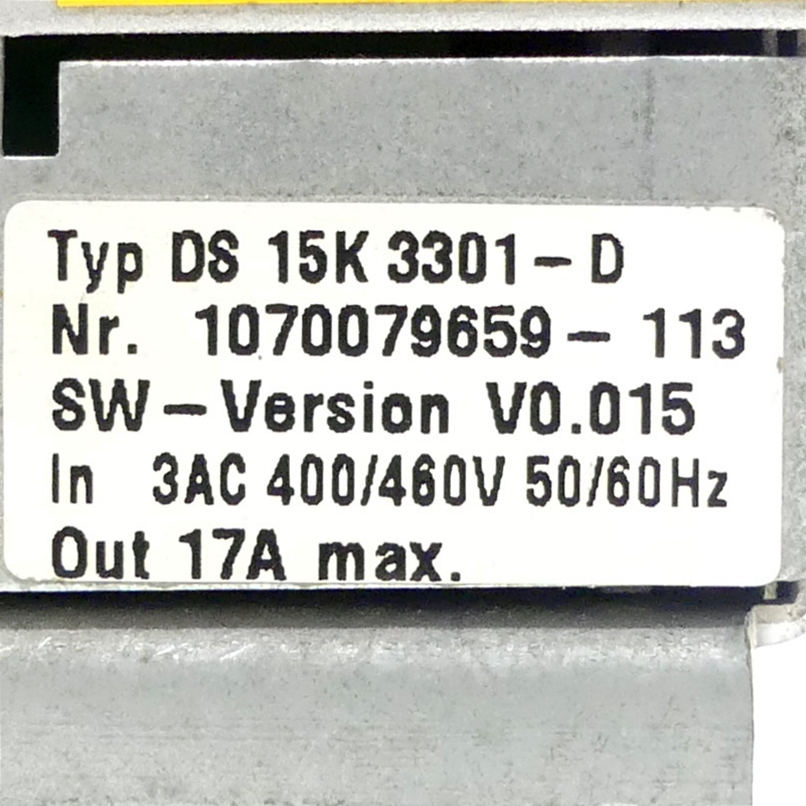 Typ DS 15K 3301-D
Nr. 1070079659-113
SW-Version V0.015
In 3AC 400/460V 50/60Hz
Out 17A max.